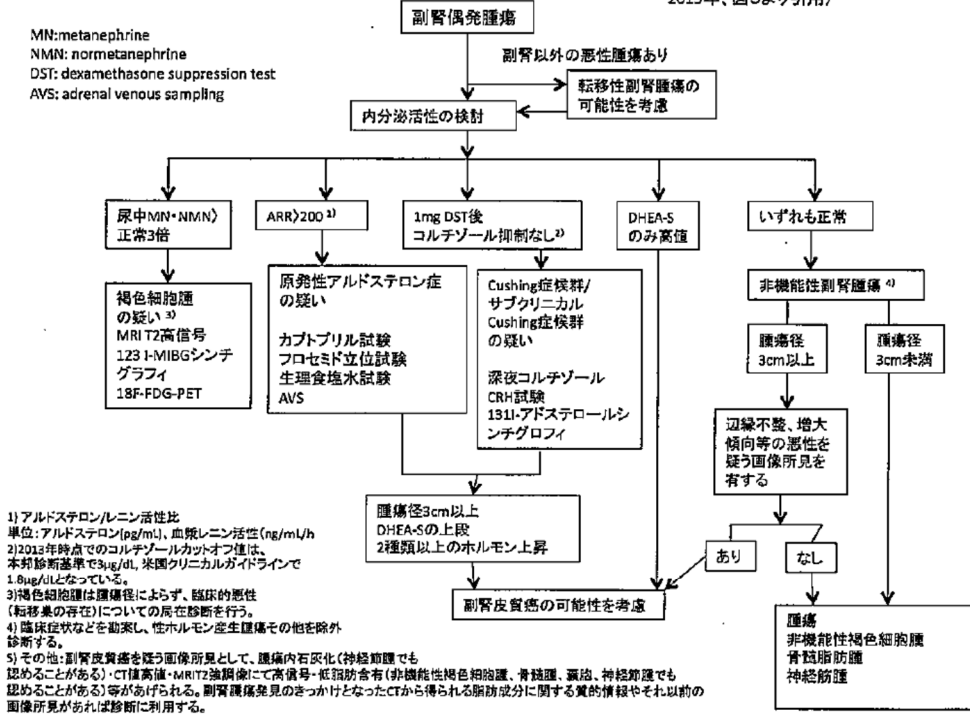 2013年、図5より引用)
副腎偶発腫瘍
MN:metanephrine
NMN: normetanephrine
DST: dexamethasone suppression test
AVS: adrenal venous sampling
副腎以外の悪性腫瘍あり
転移性副腎腫瘍の
可能性を考慮
内分泌活性の検討
尿中MN・NMN〉
正常3倍
ARR〉200 1)
1mg DST後
コルチゾール抑制なし2)
DHEA-S
のみ高値
いずれも正常
褐色細胞腫
の疑い 3)
MRI T2高信号
123 I-MIBGシンチ
グラフィ
18F-FDG-PET
原発性アルドステロン症
の疑い
カプトプリル試験
フロセミド立位試験
生理食塩水試験
AVS
Cushing症候群/
サブクリニカル
Cushing症候群
の疑い
深夜コルチゾール
CRH試験
131I-アドステロールシ
ンチグロフィ
非機能性副腎腫瘍 4)
腫瘍径
3cm以上
腫瘍径
3cm未満
辺縁不整、増大
傾向等の悪性を
疑う画像所見を
有する
腫瘍径3cm以上
DHEA-Sの上段
2種類以上のホルモン上昇
あり
なし
副腎皮質癌の可能性を考慮
腫瘍
非機能性褐色細胞腫
骨髄脂肪腫
神経筋腫
1) アルドステロン/レニン活性比
単位:アルドステロン(pg/mL)、血漿レニン活性(ng/mL/h
2)2013年時点でのコルチゾールカットオフ値は、
本邦診断基準で3μg/dL, 米国クリニカルガイドラインで
1.8μg/dLとなっている。
3)褐色細胞腫は腫瘍径によらず、臨床的悪性
(転移巣の存在)についての局在診断を行う。
4) 臨床症状などを勘案し、性ホルモン産生腫瘍その他を除外
診断する。
5) その他:副腎皮質癌を疑う画像所見として、腫瘍内石灰化(神経節腫でも
認めることがある)・CT値高値・MRIT2強調像にて高信号・低脂肪含有(非機能性褐色細胞腫、骨髄腫、嚢胞、神経節腫でも
認めることがある)等があげられる。副腎腫瘍発見のきっかけとなったCTから得られる脂肪成分に関する質的情報やそれ以前の
画像所見があれば診断に利用する。